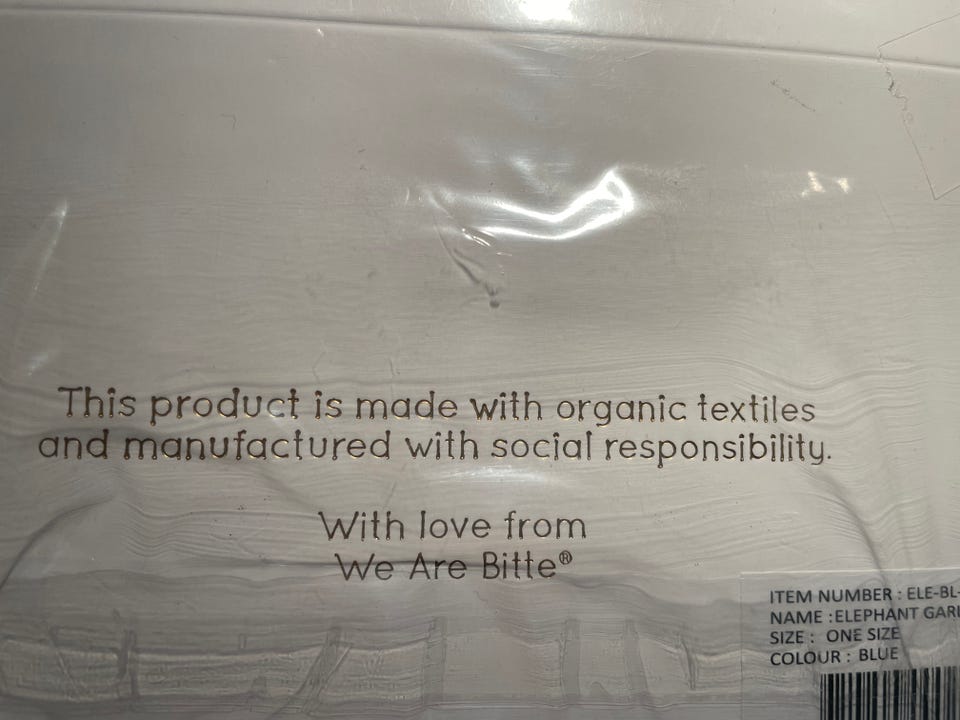 This product is made with organic textiles
and manufactured with social responsibility.
With love from
We Are Bitte®
ITEM NUMBER : ELE-BL-
NAME : ELEPHANT
SIZE : ONE SIZE
COLOUR : BLUE